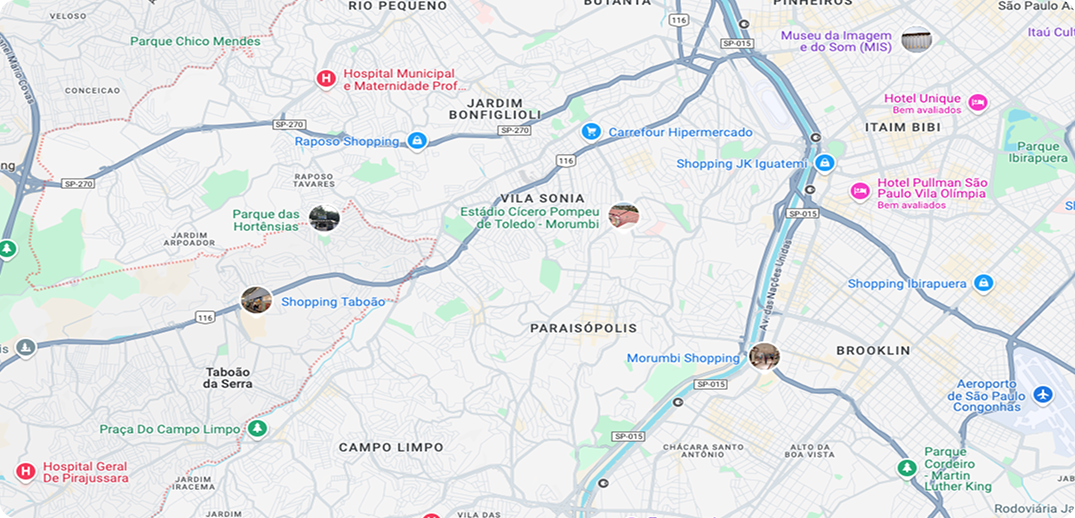 RIO PEQUENO
BUTANTÃ
PINHEIROS
São Paulo A.
VELOSO
116
Parque Chico Mendes
SP-015
Museu da Imagem
e do Som (MIS)
Itaú Cult
Hospital Municipal
e Maternidade Prof...
CONCEICAO
JARDIM
BONFIGLIOLI
Hotel Unique
Bem avaliados
SP-270
SP-270
Carrefour Hipermercado
ITAIM BIBI
Raposo Shopping
Parque
Ibirapuera
116
Shopping JK Iguatemi
ng
SP-270
RAPOSO
TAVARES
Hotel Pullman São
Paulo Vila Olímpia
Bem avaliados
VILA SONIA
Parque das
Hortênsias
Estádio Cícero Pompeu
de Toledo - Morumbi
SP-015
JARDIM
ARPOADOR
Av. das Nações Unidas
Shopping Ibirapuera
Shopping Taboão
116
PARAISÓPOLIS
is
Morumbi Shopping
BROOKLIN
Taboão
da Serra
SP-015
Aeroporto
de São Paulo
Congonhas
Praça Do Campo Limpo
SP-015
CAMPO LIMPO
CHÁCARA SANTO
ANTÔNIO
ALTO DA
BOA VISTA
Hospital Geral
De Pirajussara
Parque
Cordeiro
- Martin
Luther King
JARDIM
IRACEMA
JAB
Rodoviária Ja
JARDIM
VILA DAS